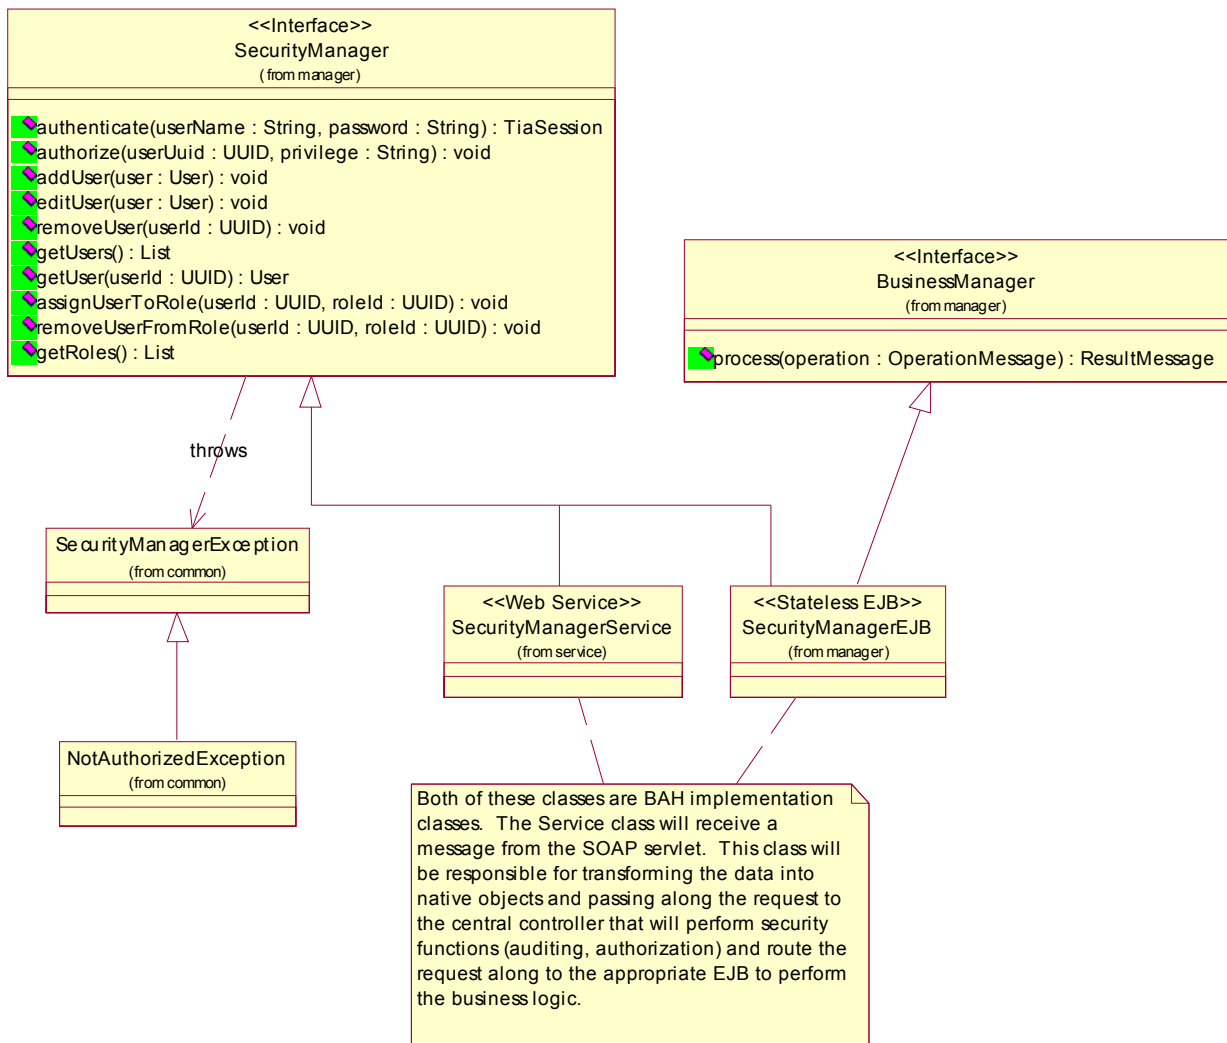 <<Interface>>
SecurityManager
(from manager)
authenticate(userName : String, password : String) : TiaSession
authorize(userUuid : UUID, privilege : String) : void
addUser(user : User) : void
editUser(user : User) : void
removeUser(userId : UUID) : void
getUsers() : List
getUser(userId : UUID) : User
assignUserToRole(userId : UUID, roleId : UUID) : void
removeUserFromRole(userId : UUID, roleId : UUID) : void
getRoles() : List
<<Interface>>
BusinessManager
(from manager)
process(operation : OperationMessage) : ResultMessage
throws
SecurityManagerException
(from common)
<<Web Service>>
SecurityManagerService
(from service)
<<Stateless EJB>>
SecurityManagerEJB
(from manager)
NotAuthorizedException
(from common)
Both of these classes are BAH implementation
classes.  The Service class will receive a
message from the SOAP servlet.  This class will
be responsible for transforming the data into
native objects and passing along the request to
the central controller that will perform security
functions (auditing, authorization) and route the
request along to the appropriate EJB to perform
the business logic.